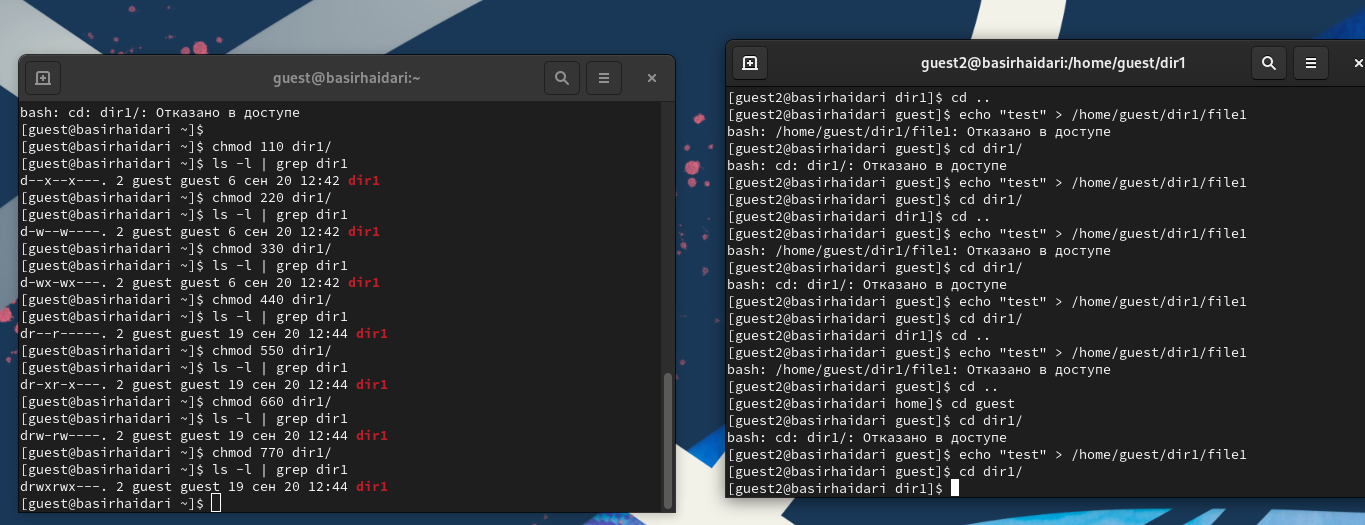 guest@basirhaidari:~
bash: cd: dir1/: Отказано в доступе
[guest@basirhaidari ~]$
[guest@basirhaidari ~]$ chmod 110 dir1/
[guest@basirhaidari ~]$ ls -l | grep dir1
d--x--x---. 2 guest guest 6 сен 20 12:42 dir1
[guest@basirhaidari ~]$ chmod 220 dir1/
[guest@basirhaidari ~]$ ls -l | grep dir1
d-w--w----. 2 guest guest 6 сен 20 12:42 dir1
[guest@basirhaidari ~]$ chmod 330 dir1/
[guest@basirhaidari ~]$ ls -l | grep dir1
d-wx-wx---. 2 guest guest 6 сен 20 12:42 dir1
[guest@basirhaidari ~]$ chmod 440 dir1/
[guest@basirhaidari ~]$ ls -l | grep dir1
dr--r-----. 2 guest guest 19 сен 20 12:44 dir1
[guest@basirhaidari ~]$ chmod 550 dir1/
[guest@basirhaidari ~]$ ls -l | grep dir1
dr-xr-x---. 2 guest guest 19 сен 20 12:44 dir1
[guest@basirhaidari ~]$ chmod 660 dir1/
[guest@basirhaidari ~]$ ls -l | grep dir1
drw-rw----. 2 guest guest 19 сен 20 12:44 dir1
[guest@basirhaidari ~]$ chmod 770 dir1/
[guest@basirhaidari ~]$ ls -l | grep dir1
drwxrwx---. 2 guest guest 19 сен 20 12:44 dir1
[guest@basirhaidari ~]$
guest2@basirhaidari:/home/guest/dir1
[guest2@basirhaidari dir1]$ cd ..
[guest2@basirhaidari guest]$ echo "test" > /home/guest/dir1/file1
bash: /home/guest/dir1/file1: Отказано в доступе
[guest2@basirhaidari guest]$ cd dir1/
bash: cd: dir1/: Отказано в доступе
[guest2@basirhaidari guest]$ echo "test" > /home/guest/dir1/file1
[guest2@basirhaidari guest]$ cd dir1/
[guest2@basirhaidari dir1]$ cd ..
[guest2@basirhaidari guest]$ echo "test" > /home/guest/dir1/file1
bash: /home/guest/dir1/file1: Отказано в доступе
[guest2@basirhaidari guest]$ cd dir1/
bash: cd: dir1/: Отказано в доступе
[guest2@basirhaidari guest]$ echo "test" > /home/guest/dir1/file1
[guest2@basirhaidari guest]$ cd dir1/
[guest2@basirhaidari dir1]$ cd ..
[guest2@basirhaidari guest]$ echo "test" > /home/guest/dir1/file1
bash: /home/guest/dir1/file1: Отказано в доступе
[guest2@basirhaidari guest]$ cd ..
[guest2@basirhaidari home]$ cd guest
[guest2@basirhaidari guest]$ cd dir1/
bash: cd: dir1/: Отказано в доступе
[guest2@basirhaidari guest]$ echo "test" > /home/guest/dir1/file1
[guest2@basirhaidari guest]$ cd dir1/
[guest2@basirhaidari dir1]$